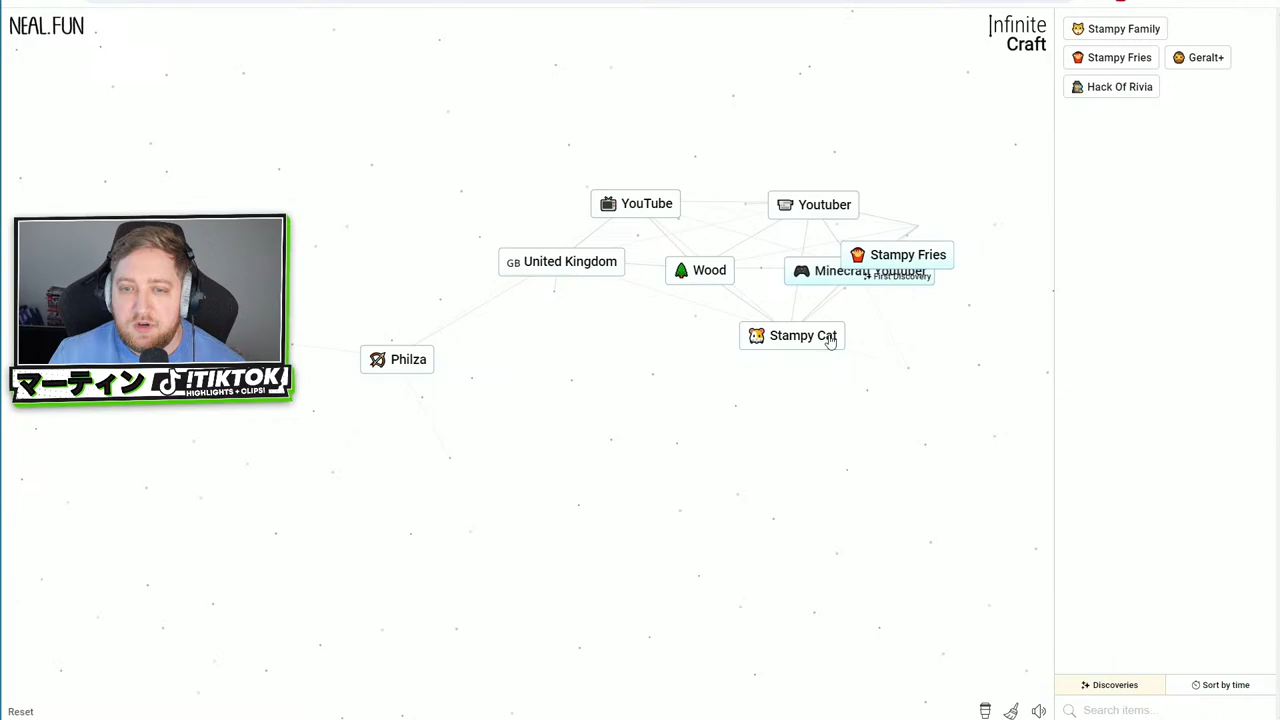 NEAL.FUN
Infinite
Craft
Stampy Family
Stampy Fries
Geralt+
Hack Of Rivia
YouTube
Youtuber
GB United Kingdom
Wood
Stampy Fries
Minecraft Youtuber
First Discovery
Stampy Cat
Philza
マーティン
!TIKTOK
HIGHLIGHTS + CLIPS!
Reset
Discoveries
Sort by time
Search items...